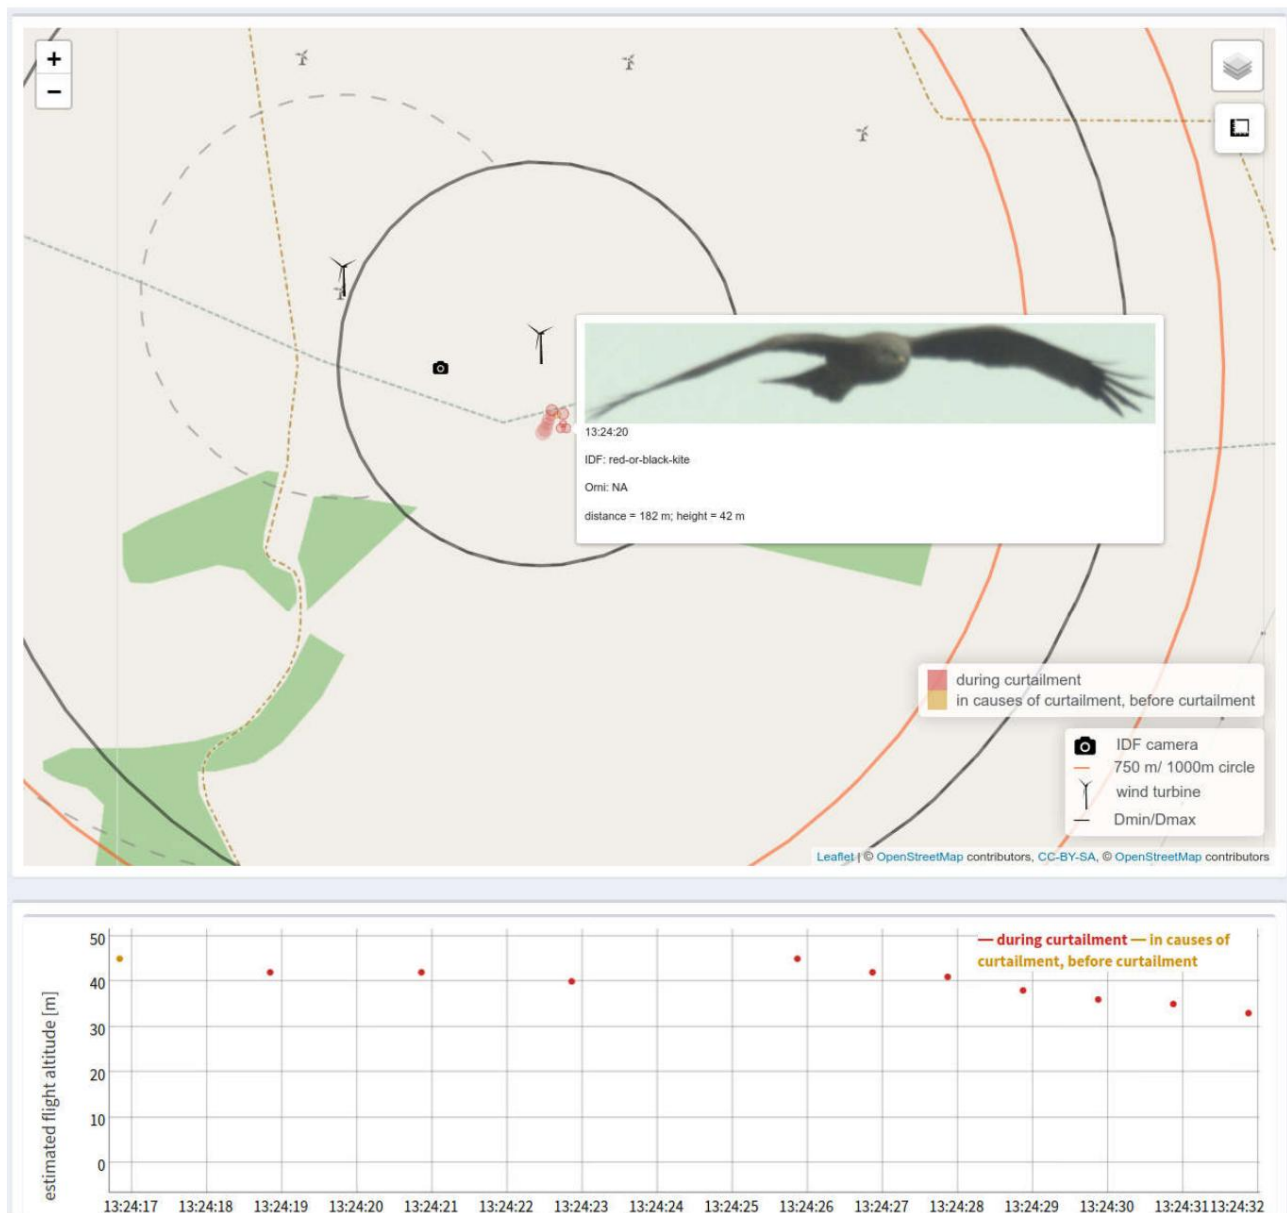 +
−
13:24:20
IDF: red-or-black-kite
Orni: NA
distance = 182 m; height = 42 m
during curtailment
in causes of curtailment, before curtailment
IDF camera
750 m/ 1000m circle
wind turbine
Dmin/Dmax
Leaflet | © OpenStreetMap contributors, CC-BY-SA, © OpenStreetMap contributors
— during curtailment — in causes of
curtailment, before curtailment
estimated flight altitude [m]
50
40
30
20
10
0
13:24:17 13:24:18 13:24:19 13:24:20 13:24:21 13:24:22 13:24:23 13:24:24 13:24:25 13:24:26 13:24:27 13:24:28 13:24:29 13:24:30 13:24:31 13:24:32